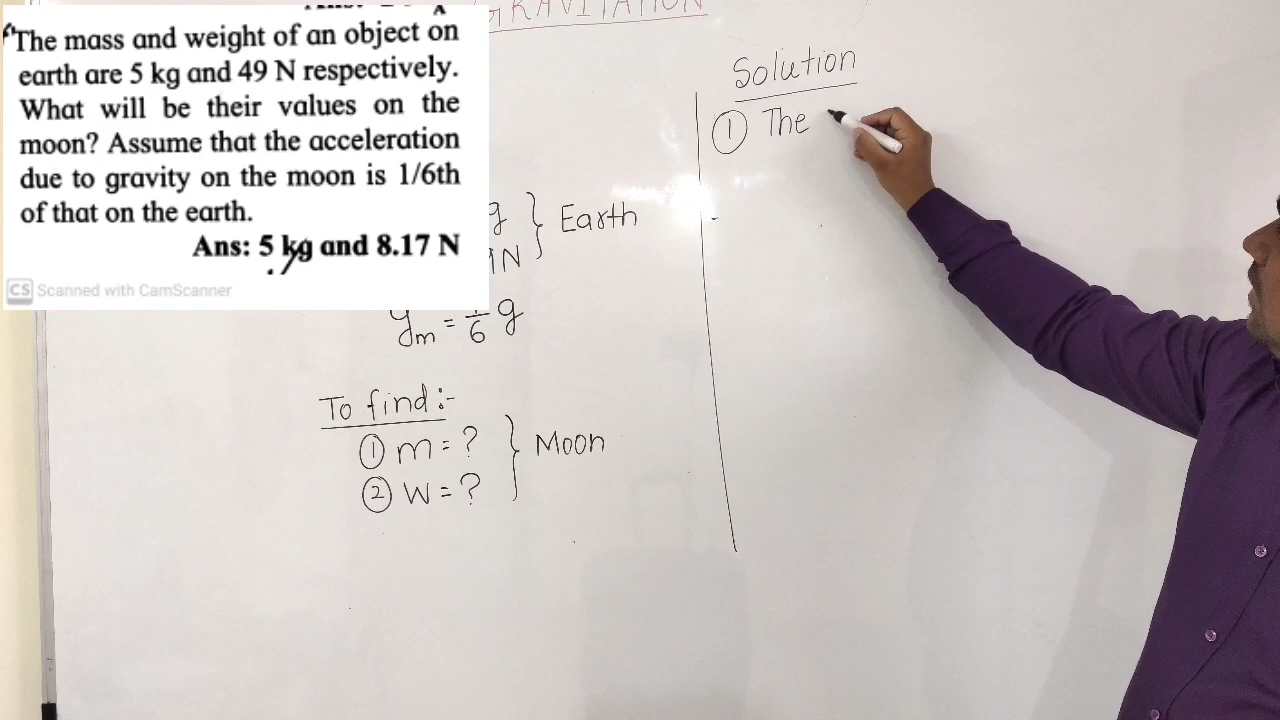 GRAVITATION
The mass and weight of an object on
earth are 5 kg and 49 N respectively.
What will be their values on the
moon? Assume that the acceleration
due to gravity on the moon is 1/6th
of that on the earth.
Ans: 5 kg and 8.17 N
CS Scanned with CamScanner
g } Earth
N
gm = 1/6 g
To find :-
① m = ? } Moon
② W = ?
Solution
① The